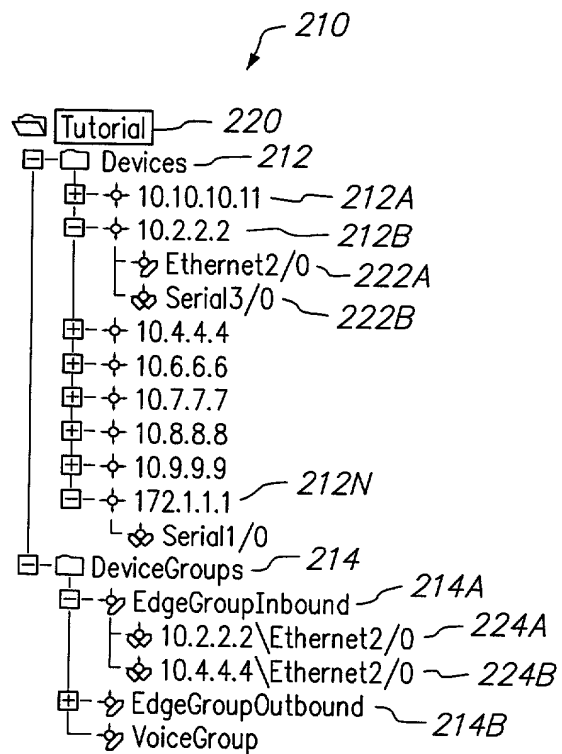 210
Tutorial 220
Devices 212
10.10.10.11 212A
10.2.2.2 212B
Ethernet2/0 222A
Serial3/0 222B
10.4.4.4
10.6.6.6
10.7.7.7
10.8.8.8
10.9.9.9
172.1.1.1 212N
Serial1/0
DeviceGroups 214
EdgeGroupInbound 214A
10.2.2.2\Ethernet2/0 224A
10.4.4.4\Ethernet2/0 224B
EdgeGroupOutbound 214B
VoiceGroup